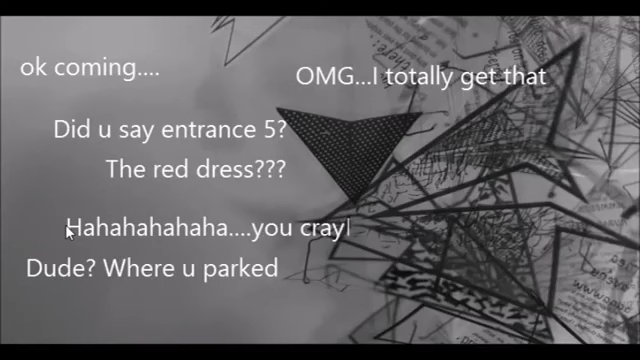 ok coming....
OMG...I totally get that
Did u say entrance 5?
The red dress???
Hahahahahaha....you cray
Dude? Where u parked